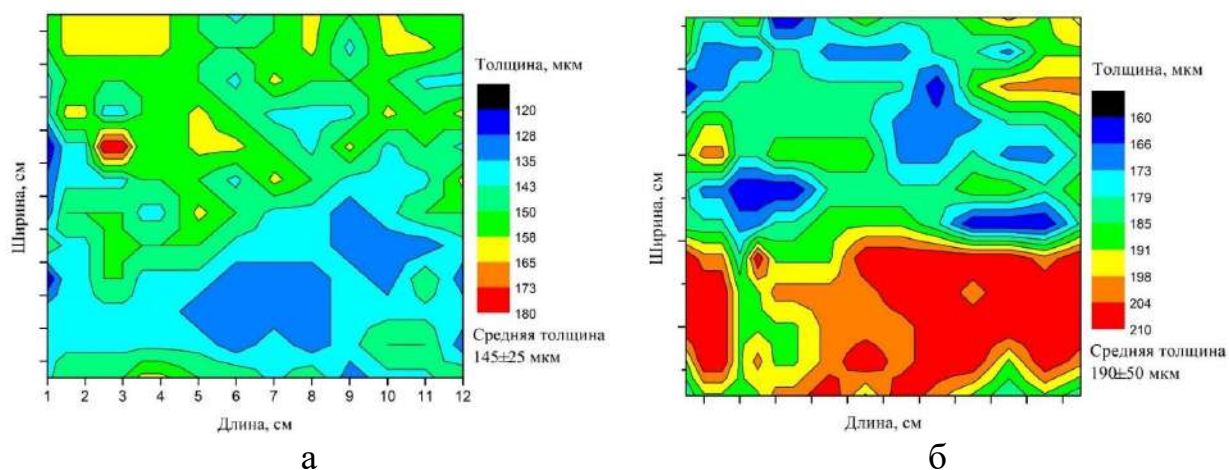 Толщина, мкм
120
128
135
143
150
158
165
173
180
Средняя толщина
145±25 мкм
Ширина, см
1 2 3 4 5 6 7 8 9 10 11 12
Длина, см
а
Толщина, мкм
160
166
173
179
185
191
198
204
210
Средняя толщина
190±50 мкм
Ширина, см
Длина, см
б